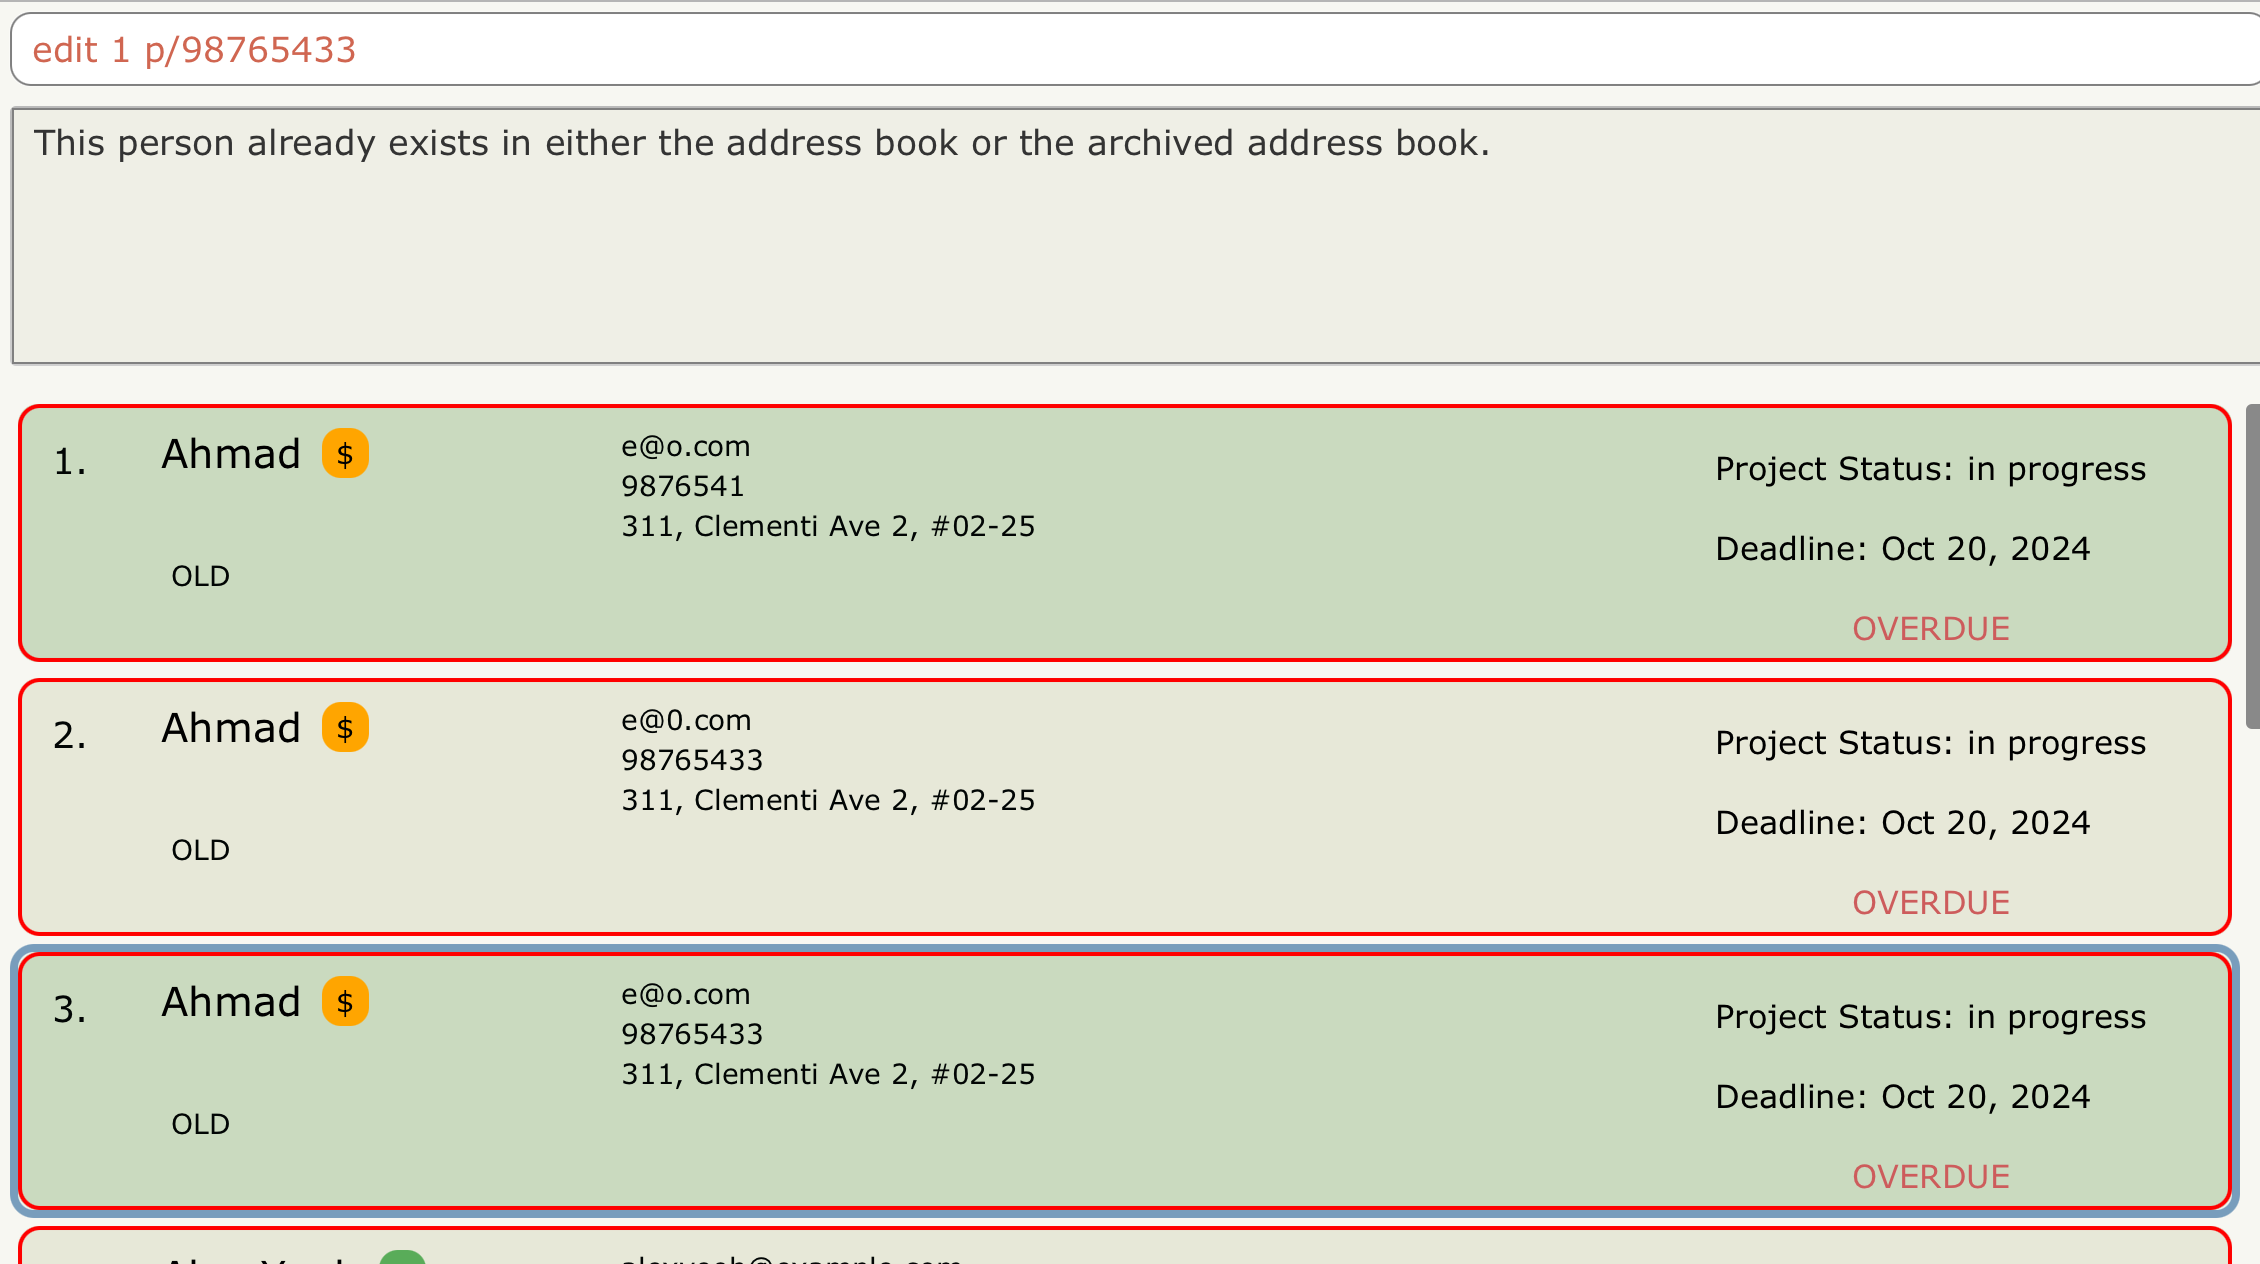 edit 1 p/98765433
This person already exists in either the address book or the archived address book.
1.
Ahmad $
OLD
e@o.com
9876541
311, Clementi Ave 2, #02-25
Project Status: in progress
Deadline: Oct 20, 2024
OVERDUE
2.
Ahmad $
OLD
e@0.com
98765433
311, Clementi Ave 2, #02-25
Project Status: in progress
Deadline: Oct 20, 2024
OVERDUE
3.
Ahmad $
OLD
e@o.com
98765433
311, Clementi Ave 2, #02-25
Project Status: in progress
Deadline: Oct 20, 2024
OVERDUE